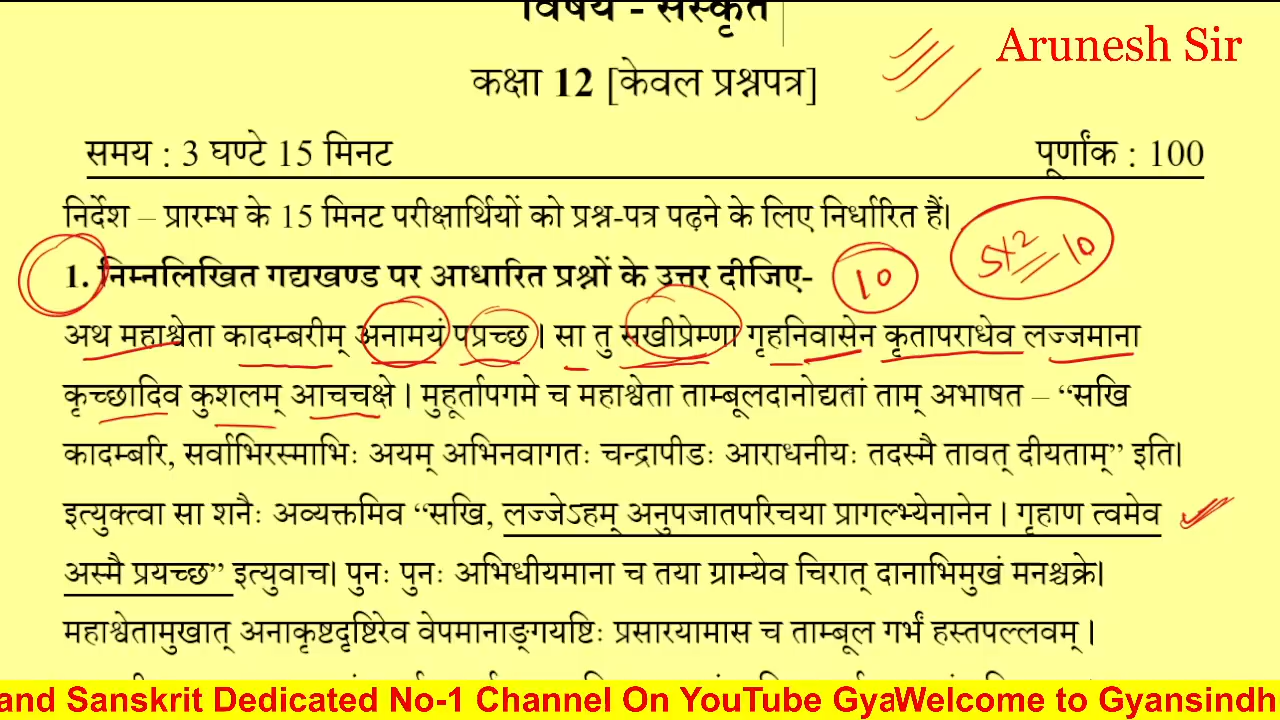 विषय - संस्कृत
Arunesh Sir
कक्षा 12 [केवल प्रश्नपत्र]
समय : 3 घण्टे 15 मिनट पूर्णांक : 100
निर्देश – प्रारम्भ के 15 मिनट परीक्षार्थियों को प्रश्न-पत्र पढ़ने के लिए निर्धारित हैं।
1. निम्नलिखित गद्यखण्ड पर आधारित प्रश्नों के उत्तर दीजिए- 10 5x2 10
अथ महाश्वेता कादम्बरीम् अनामयं पप्रच्छ। सा तु सखीप्रेम्णा गृहनिवासेन कृतापराधेव लज्जमाना
कृच्छादिव कुशलम् आचचक्षे। मुहूर्तापगमे च महाश्वेता ताम्बूलदानोद्यतां ताम् अभाषत – “सखि
कादम्बरि, सर्वाभिरस्माभिः अयम् अभिनवागतः चन्द्रापीडः आराधनीयः तदस्मै तावत् दीयताम्” इति।
इत्युक्त्वा सा शनैः अव्यक्तमिव “सखि, लज्जेऽहम् अनुपजातपरिचया प्रागल्भ्येनानेन। गृहाण त्वमेव
अस्मै प्रयच्छ” इत्युवाच। पुनः पुनः अभिधीयमाना च तया ग्राम्येव चिरात् दानाभिमुखं मनश्चक्रे।
महाश्वेतामुखात् अनाकृष्टदृष्टिरेव वेपमानाङ्गयष्टिः प्रसारयामास च ताम्बूल गर्भं हस्तपल्लवम्।
and Sanskrit Dedicated No-1 Channel On YouTube GyaWelcome to Gyansindh